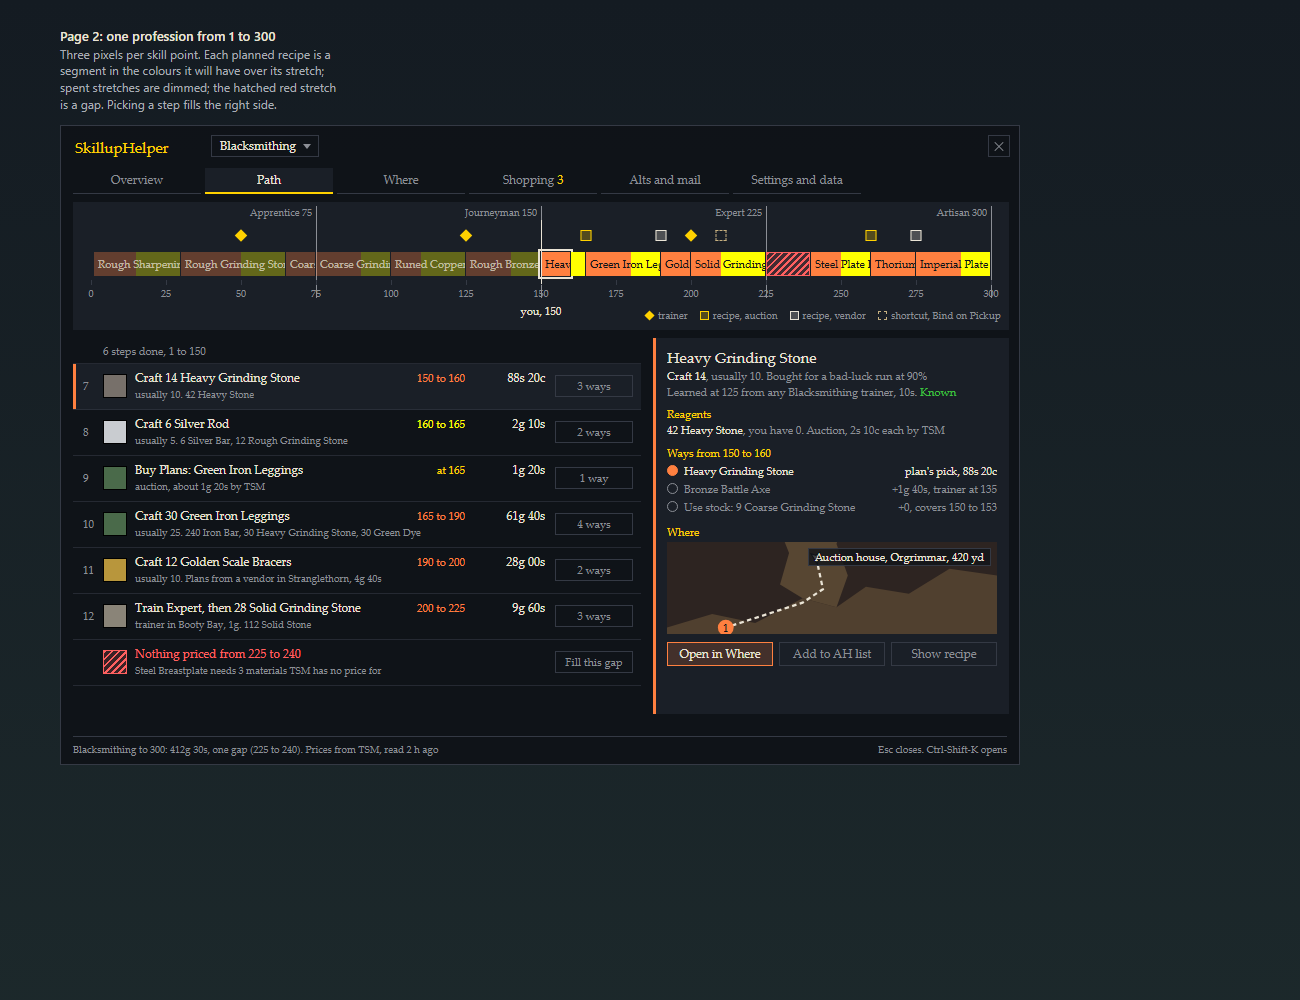 Page 2: one profession from 1 to 300
Three pixels per skill point. Each planned recipe is a
segment in the colours it will have over its stretch;
spent stretches are dimmed; the hatched red stretch
is a gap. Picking a step fills the right side.
SkillupHelper
Blacksmithing
Overview
Path
Where
Shopping 3
Alts and mail
Settings and data
Apprentice 75
Journeyman 150
Expert 225
Artisan 300
Rough Sharpenin
Rough Grinding Sto
Coar
Coarse Grindi
Runed Coppe
Rough Bronze
Heav
Green Iron Leg
Gold
Solid
Grinding
Steel Plate
Thorium
Imperial Plate
0 25 50 75 100 125 150 175 200 225 250 275 300
you, 150
trainer
recipe, auction
recipe, vendor
shortcut, Bind on Pickup
6 steps done, 1 to 150
7 Craft 14 Heavy Grinding Stone 150 to 160 88s 20c 3 ways
usually 10. 42 Heavy Stone
8 Craft 6 Silver Rod 160 to 165 2g 10s 2 ways
usually 5. 6 Silver Bar, 12 Rough Grinding Stone
9 Buy Plans: Green Iron Leggings at 165 1g 20s 1 way
auction, about 1g 20s by TSM
10 Craft 30 Green Iron Leggings 165 to 190 61g 40s 4 ways
usually 25. 240 Iron Bar, 30 Heavy Grinding Stone, 30 Green Dye
11 Craft 12 Golden Scale Bracers 190 to 200 28g 00s 2 ways
usually 10. Plans from a vendor in Stranglethorn, 4g 40s
12 Train Expert, then 28 Solid Grinding Stone 200 to 225 9g 60s 3 ways
trainer in Booty Bay, 1g. 112 Solid Stone
Nothing priced from 225 to 240 Fill this gap
Steel Breastplate needs 3 materials TSM has no price for
Heavy Grinding Stone
Craft 14, usually 10. Bought for a bad-luck run at 90%
Learned at 125 from any Blacksmithing trainer, 10s. Known
Reagents
42 Heavy Stone, you have 0. Auction, 2s 10c each by TSM
Ways from 150 to 160
Heavy Grinding Stone plan's pick, 88s 20c
Bronze Battle Axe +1g 40s, trainer at 135
Use stock: 9 Coarse Grinding Stone +0, covers 150 to 153
Where
Auction house, Orgrimmar, 420 yd
1
Open in Where
Add to AH list
Show recipe
Blacksmithing to 300: 412g 30s, one gap (225 to 240). Prices from TSM, read 2 h ago
Esc closes. Ctrl-Shift-K opens